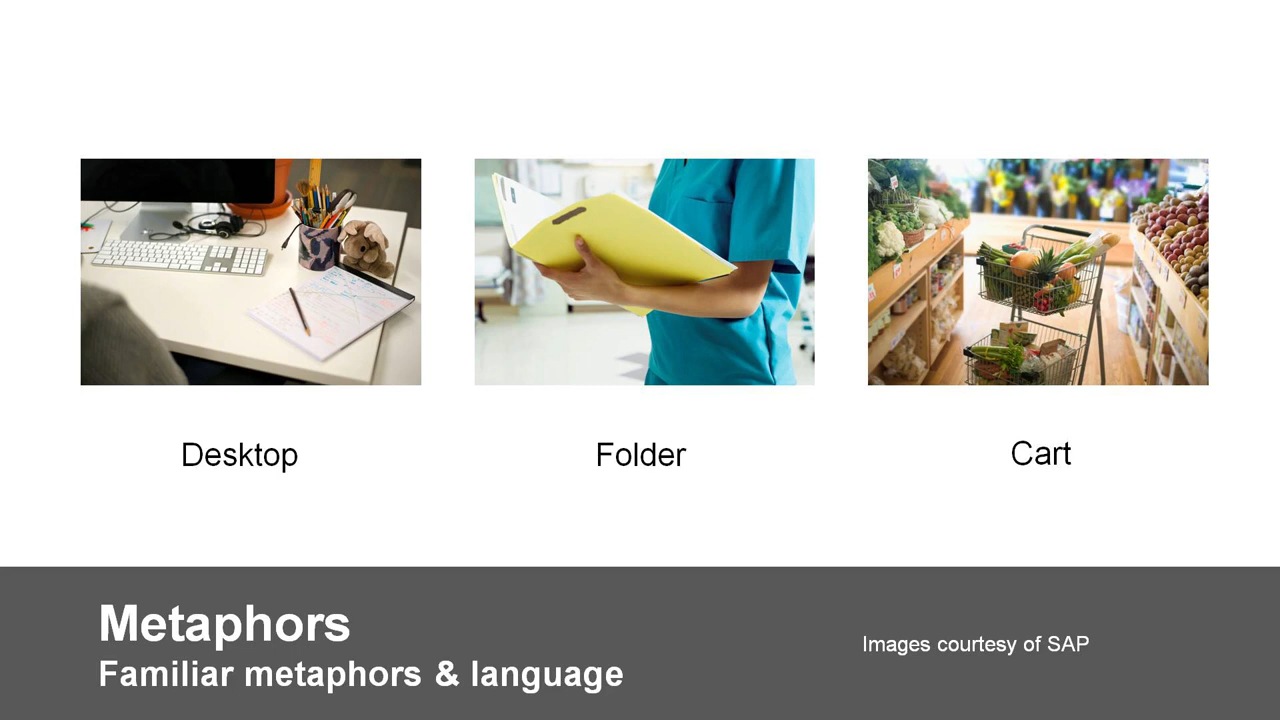 Desktop
Folder
Cart
Metaphors
Familiar metaphors & language
Images courtesy of SAP